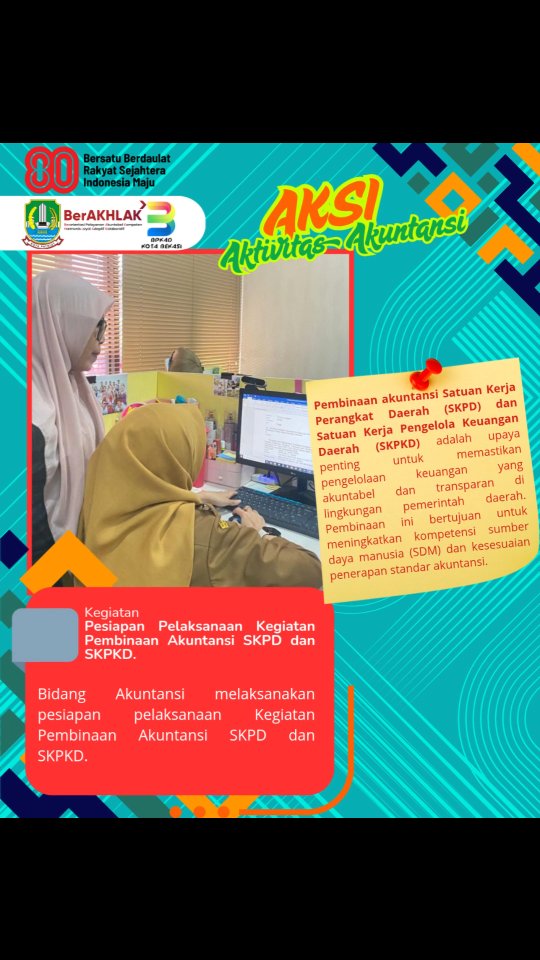 80
Bersatu Berdaulat
Rakyat Sejahtera
Indonesia Maju
BerAKHLAK
BPKAD
KOTA BEKASI
AKSI
Aktivitas Akuntansi
Pembinaan akuntansi Satuan Kerja
Perangkat Daerah (SKPD) dan
Satuan Kerja Pengelola Keuangan
Daerah (SKPKD) adalah upaya
penting untuk memastikan
pengelolaan keuangan yang
akuntabel dan transparan di
lingkungan pemerintah daerah.
Pembinaan ini bertujuan untuk
meningkatkan kompetensi sumber
daya manusia (SDM) dan kesesuaian
penerapan standar akuntansi.
Kegiatan
Pesiapan Pelaksanaan Kegiatan
Pembinaan Akuntansi SKPD dan
SKPKD.
Bidang Akuntansi melaksanakan
pesiapan pelaksanaan Kegiatan
Pembinaan Akuntansi SKPD dan
SKPKD.